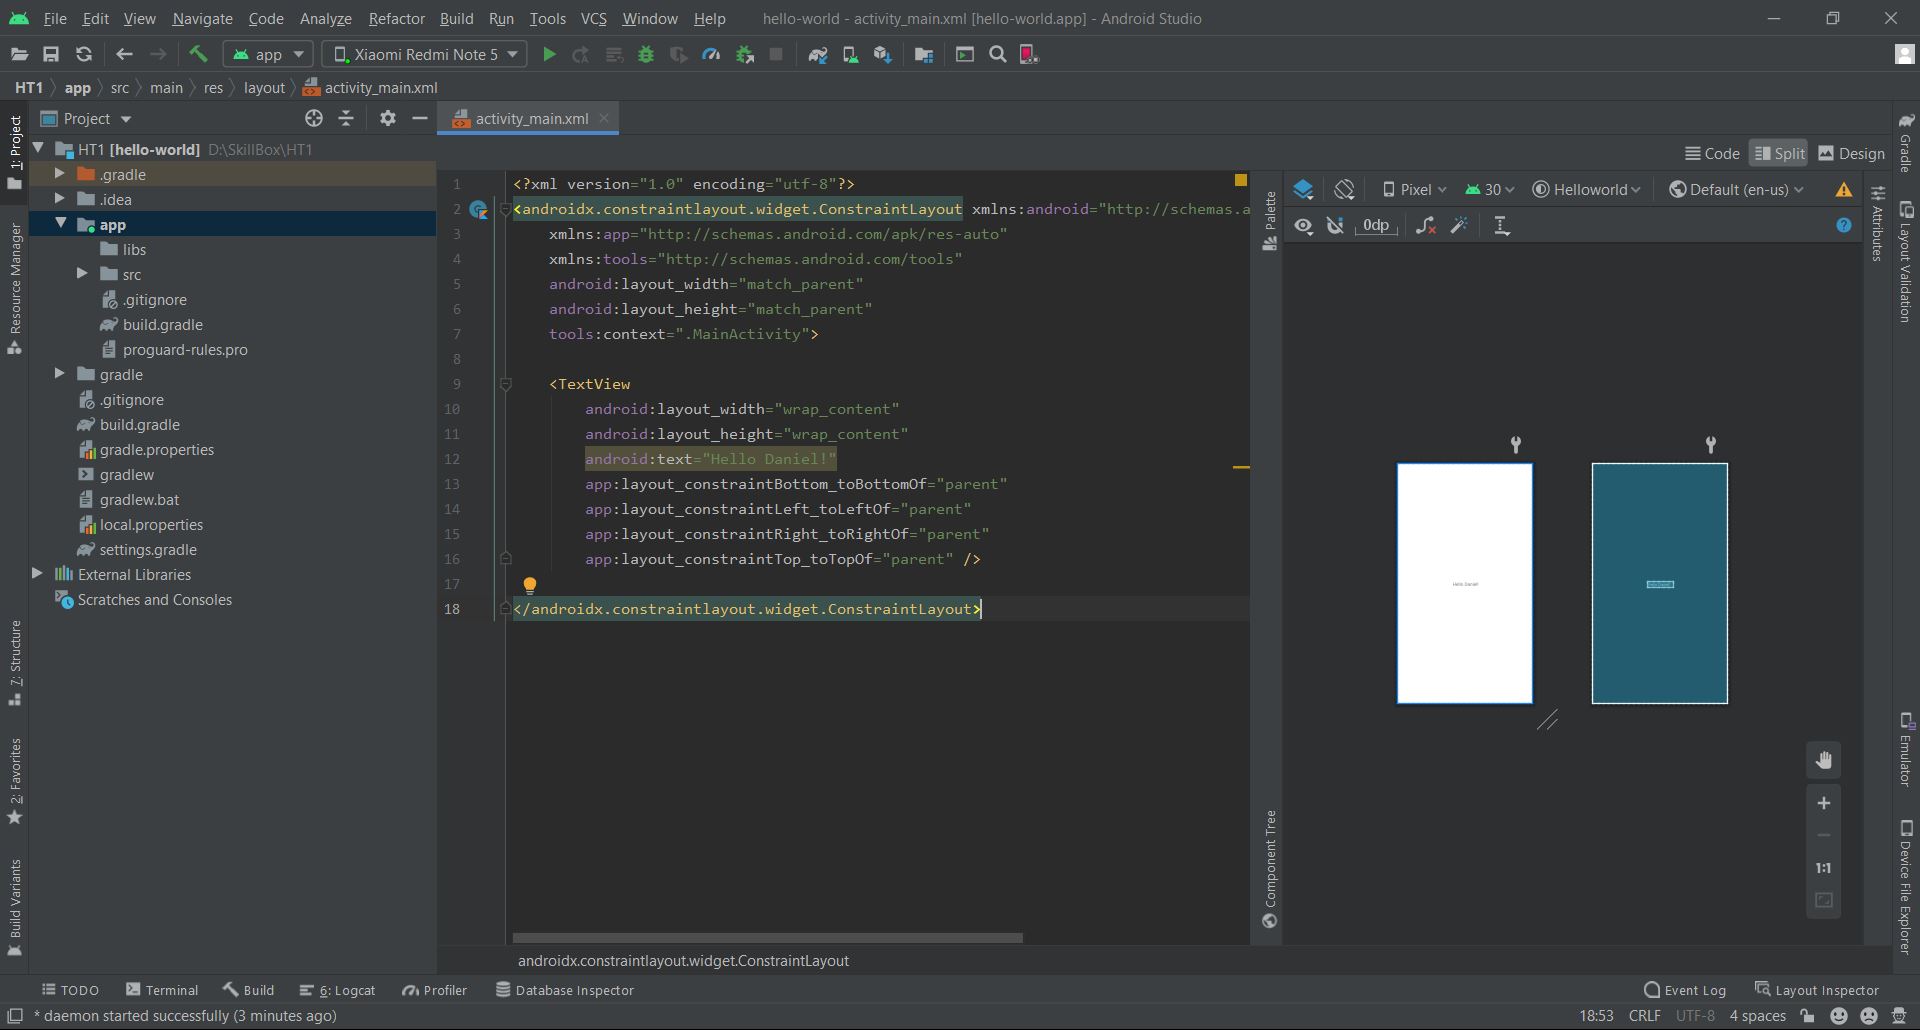 File Edit View Navigate Code Analyze Refactor Build Run Tools VCS Window Help hello-world - activity_main.xml [hello-world.app] - Android Studio
app Xiaomi Redmi Note 5
HT1 app src main res layout activity_main.xml
Project
activity_main.xml
Code Split Design
1: Project
Resource Manager
7: Structure
2: Favorites
Build Variants
HT1 [hello-world] D:\SkillBox\HT1
.gradle
.idea
app
libs
src
.gitignore
build.gradle
proguard-rules.pro
gradle
.gitignore
build.gradle
gradle.properties
gradlew
gradlew.bat
local.properties
settings.gradle
External Libraries
Scratches and Consoles
1 <?xml version="1.0" encoding="utf-8"?>
2 <androidx.constraintlayout.widget.ConstraintLayout xmlns:android="http://schemas.a
3 xmlns:app="http://schemas.android.com/apk/res-auto"
4 xmlns:tools="http://schemas.android.com/tools"
5 android:layout_width="match_parent"
6 android:layout_height="match_parent"
7 tools:context=".MainActivity">
8
9 <TextView
10 android:layout_width="wrap_content"
11 android:layout_height="wrap_content"
12 android:text="Hello Daniel!"
13 app:layout_constraintBottom_toBottomOf="parent"
14 app:layout_constraintLeft_toLeftOf="parent"
15 app:layout_constraintRight_toRightOf="parent"
16 app:layout_constraintTop_toTopOf="parent" />
17
18 </androidx.constraintlayout.widget.ConstraintLayout>
androidx.constraintlayout.widget.ConstraintLayout
Palette
Component Tree
Pixel 30 Helloworld Default (en-us)
0dp
Hello Daniel!
1:1
Attributes
Gradle
Layout Validation
Emulator
Device File Explorer
TODO Terminal Build 6: Logcat Profiler Database Inspector Event Log Layout Inspector
* daemon started successfully (3 minutes ago) 18:53 CRLF UTF-8 4 spaces